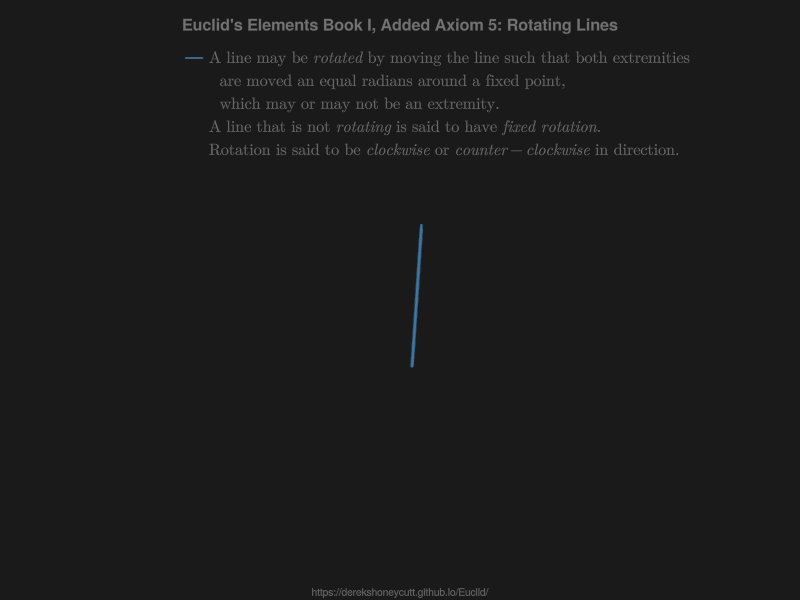 Euclid's Elements Book I, Added Axiom 5: Rotating Lines
A line may be rotated by moving the line such that both extremities
are moved an equal radians around a fixed point,
which may or may not be an extremity.
A line that is not rotating is said to have fixed rotation.
Rotation is said to be clockwise or counter − clockwise in direction.
https://derekshoneycutt.github.io/Euclid/